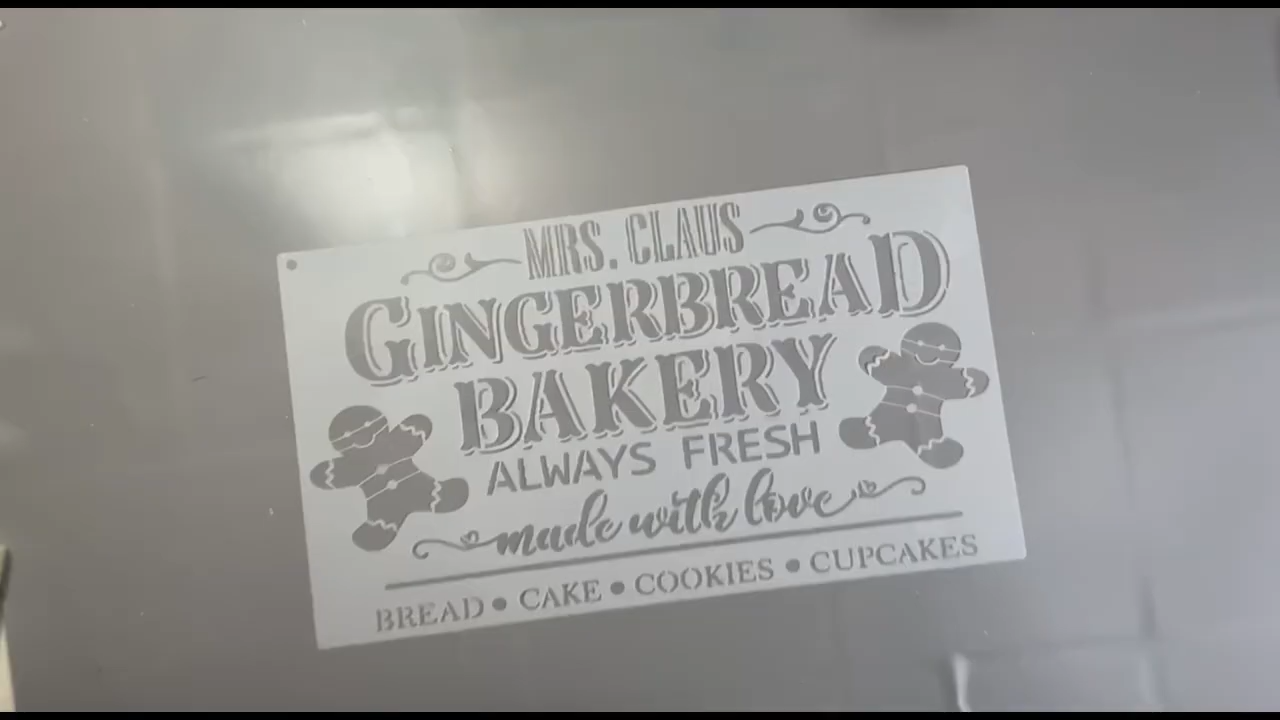 MRS. CLAUS
GINGERBREAD
BAKERY
ALWAYS FRESH
made with love
BREAD • CAKE • COOKIES • CUPCAKES